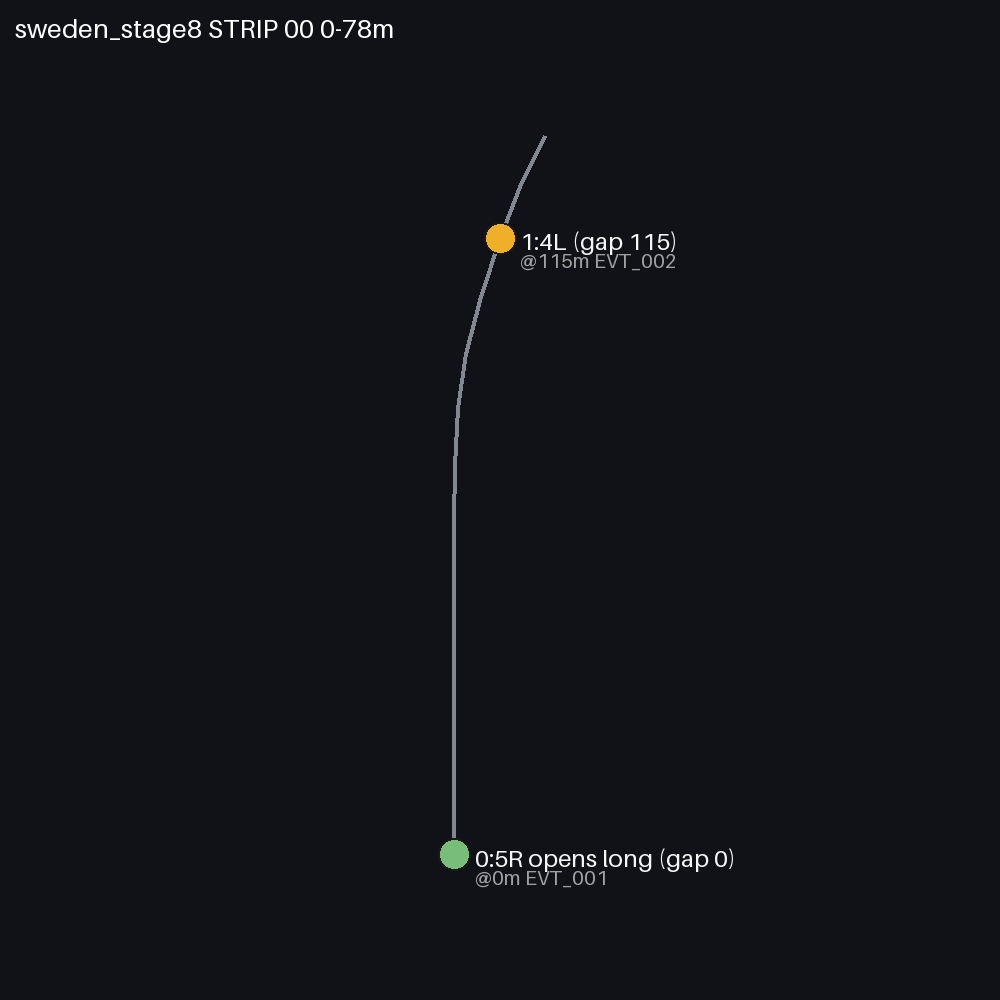 sweden_stage8 STRIP 00 0-78m
1:4L (gap 115)
@115m EVT_002
0:5R opens long (gap 0)
@0m EVT_001